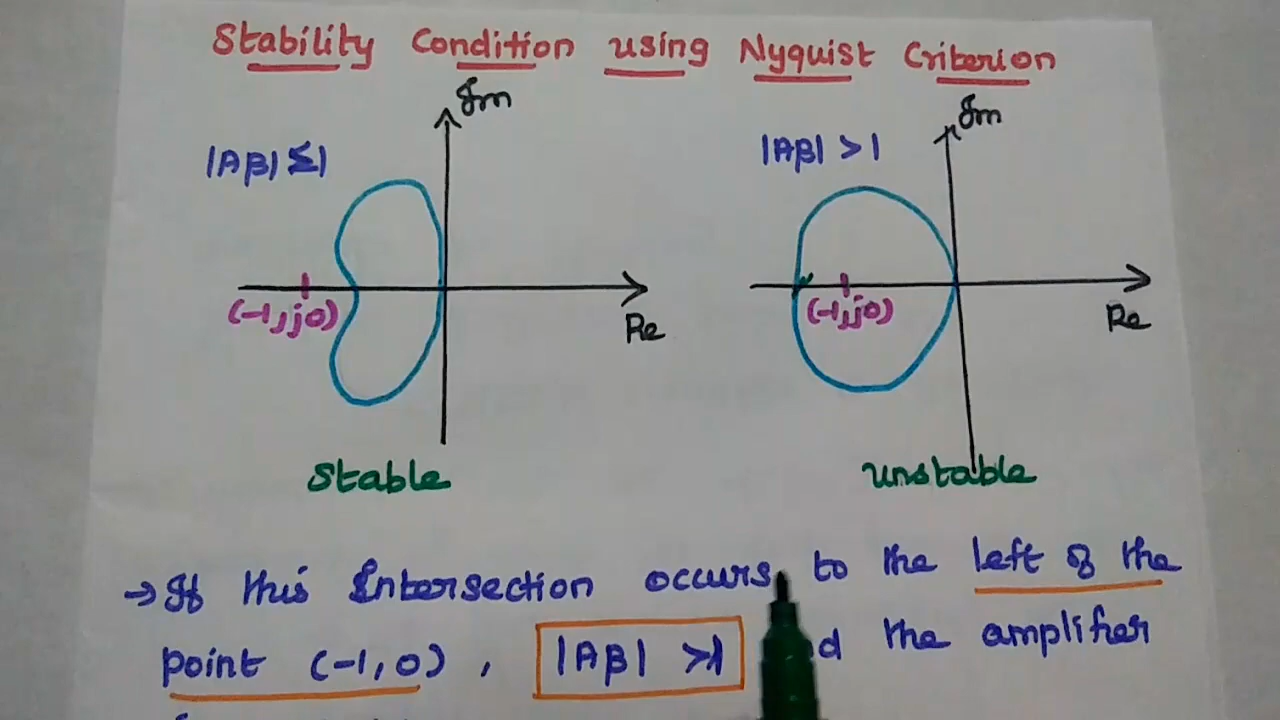 Stability Condition using Nyquist Criterion
Im
|Aβ| ≤1
(-1, j0)
Re
Stable
Im
|Aβ| >1
(-1, j0)
Re
unstable
→ If this Intersection occurs to the left of the
point (-1, 0) , |Aβ| >1 the amplifier